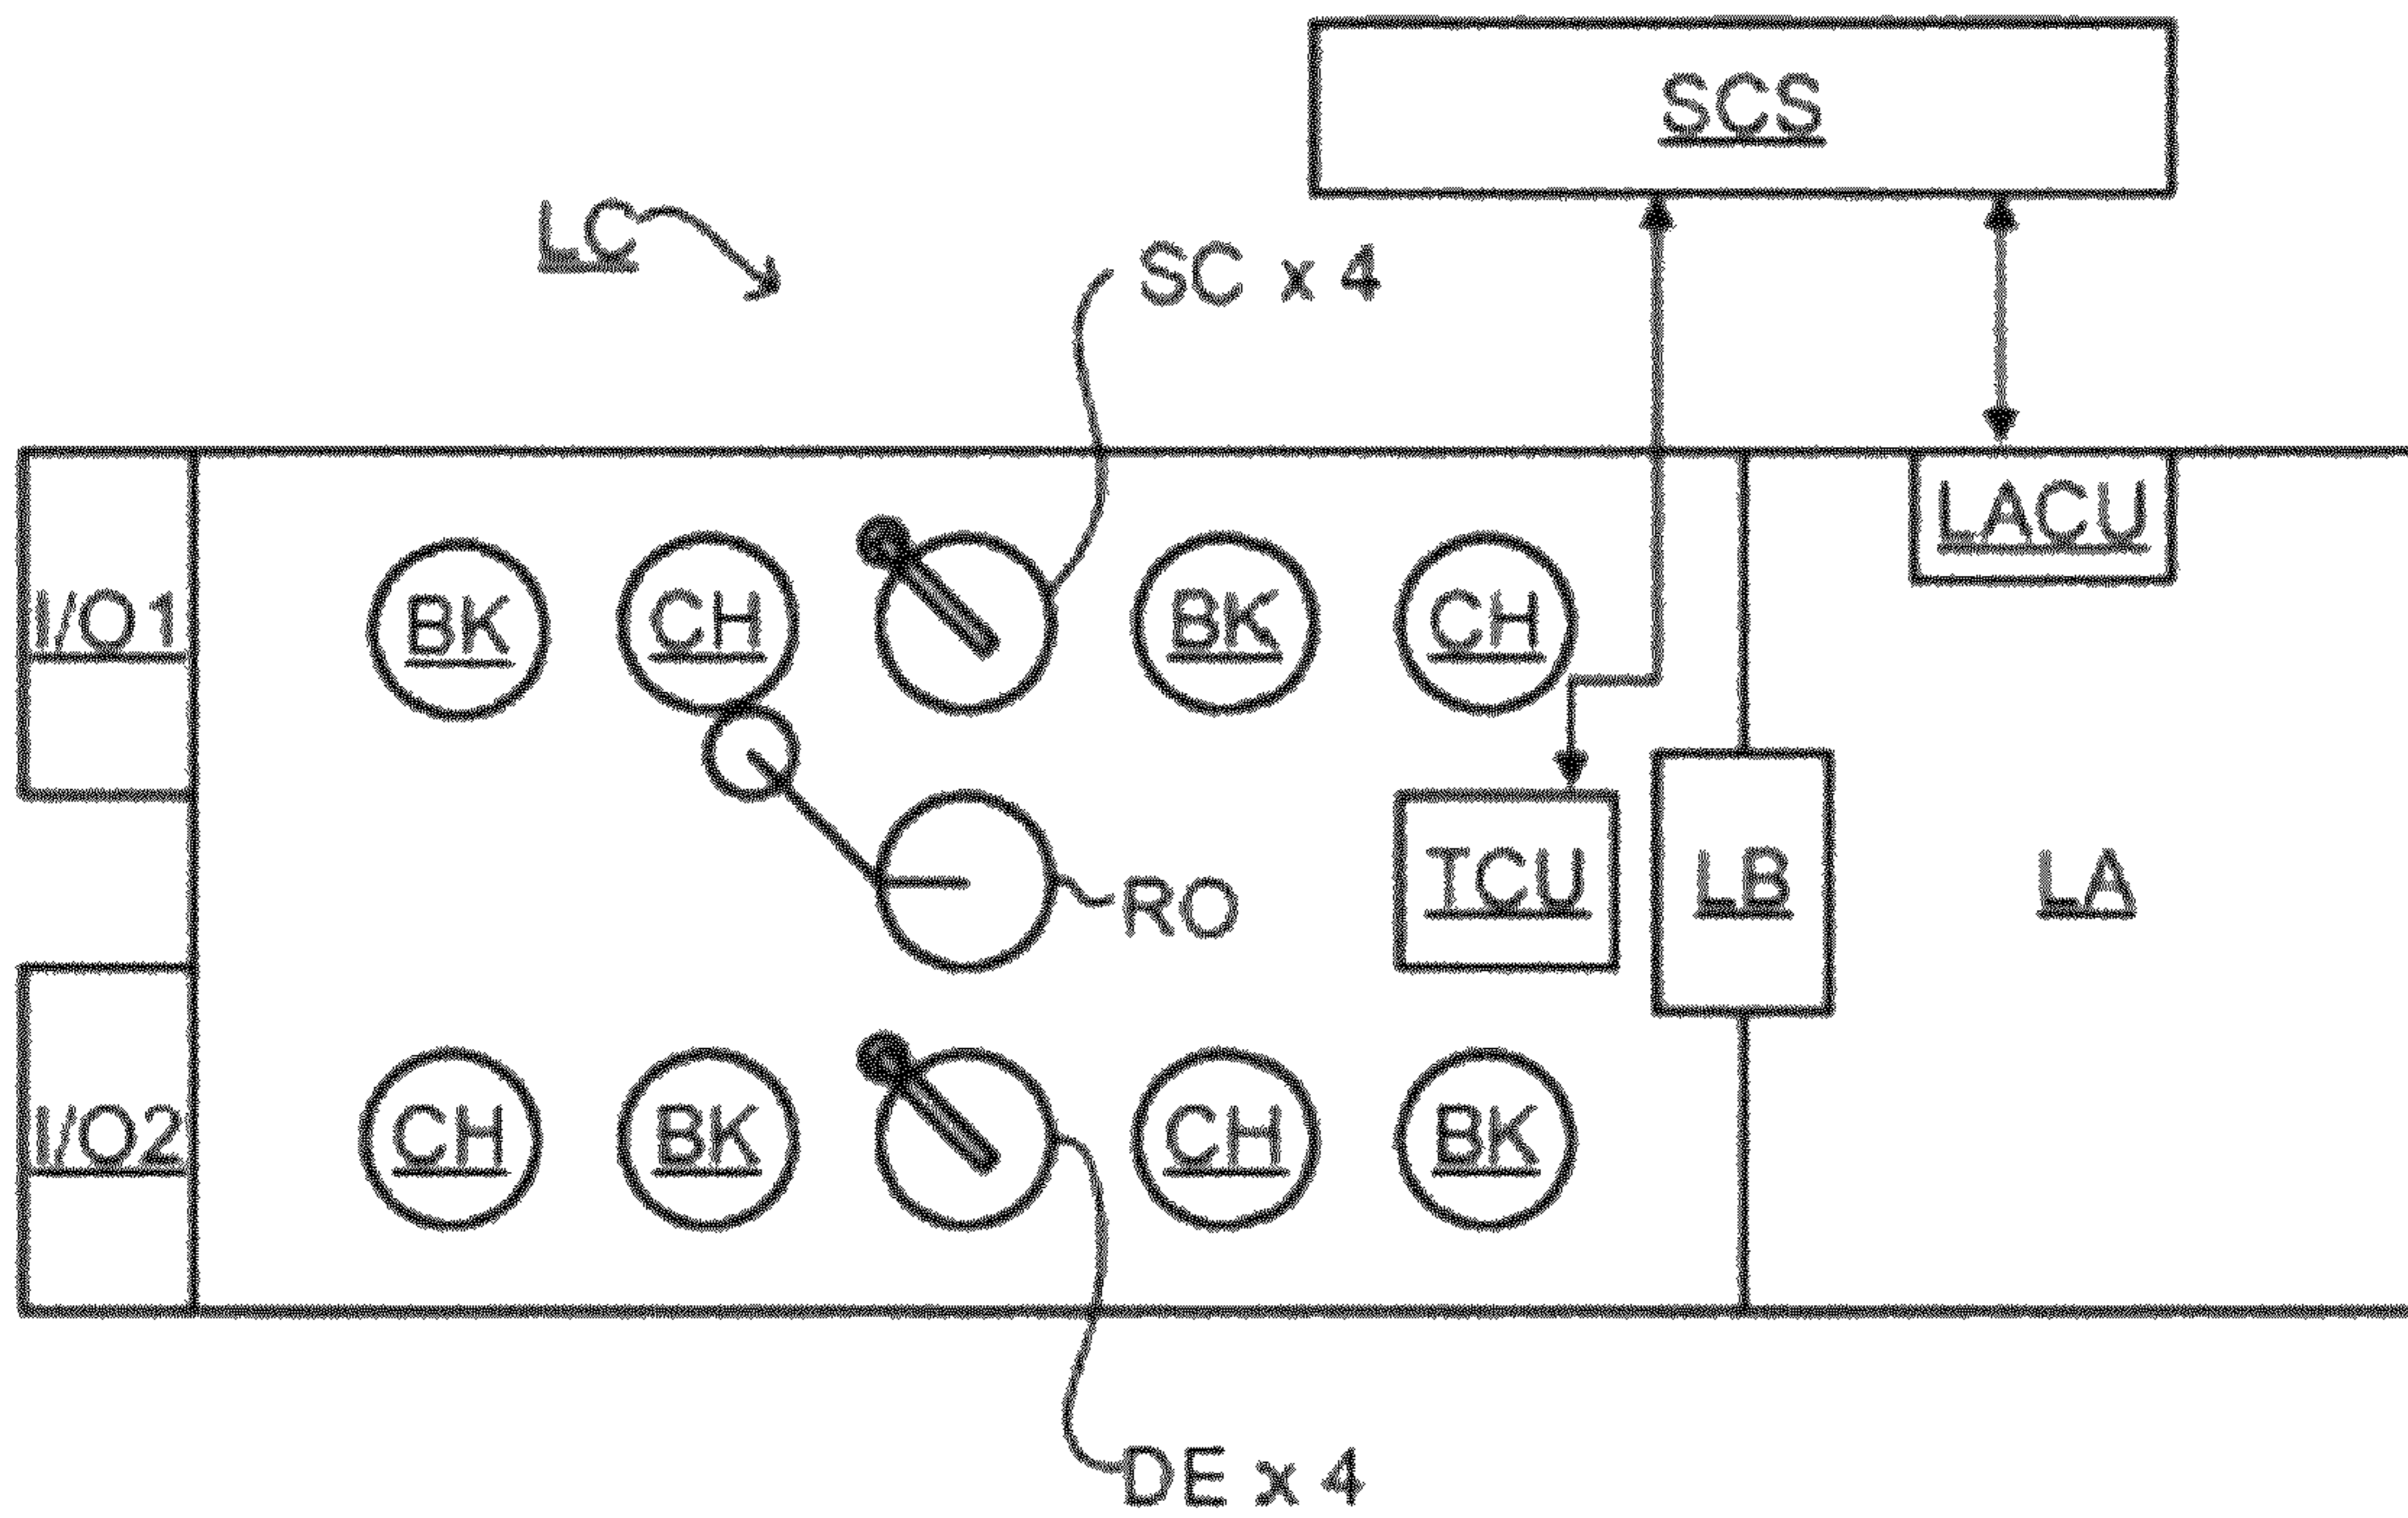 SCS
LC
SC x 4
LACU
I/O1
BK
CH
BK
CH
RO
TCU
LB
LA
I/O2
CH
BK
CH
BK
DE x 4